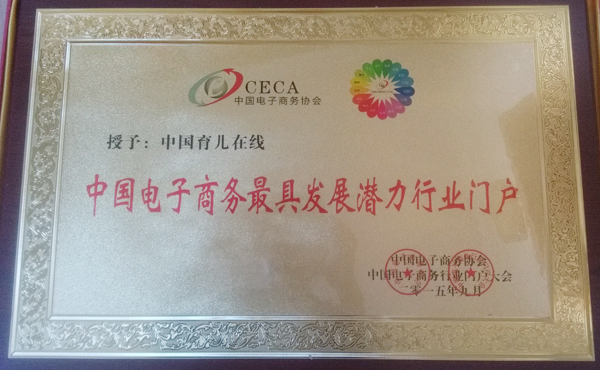 CECA
中国电子商务协会
授予：中国育儿在线
中国电子商务最具发展潜力行业门户
中国电子商务协会
中国电子商务行业门户大会
二零一五年九月